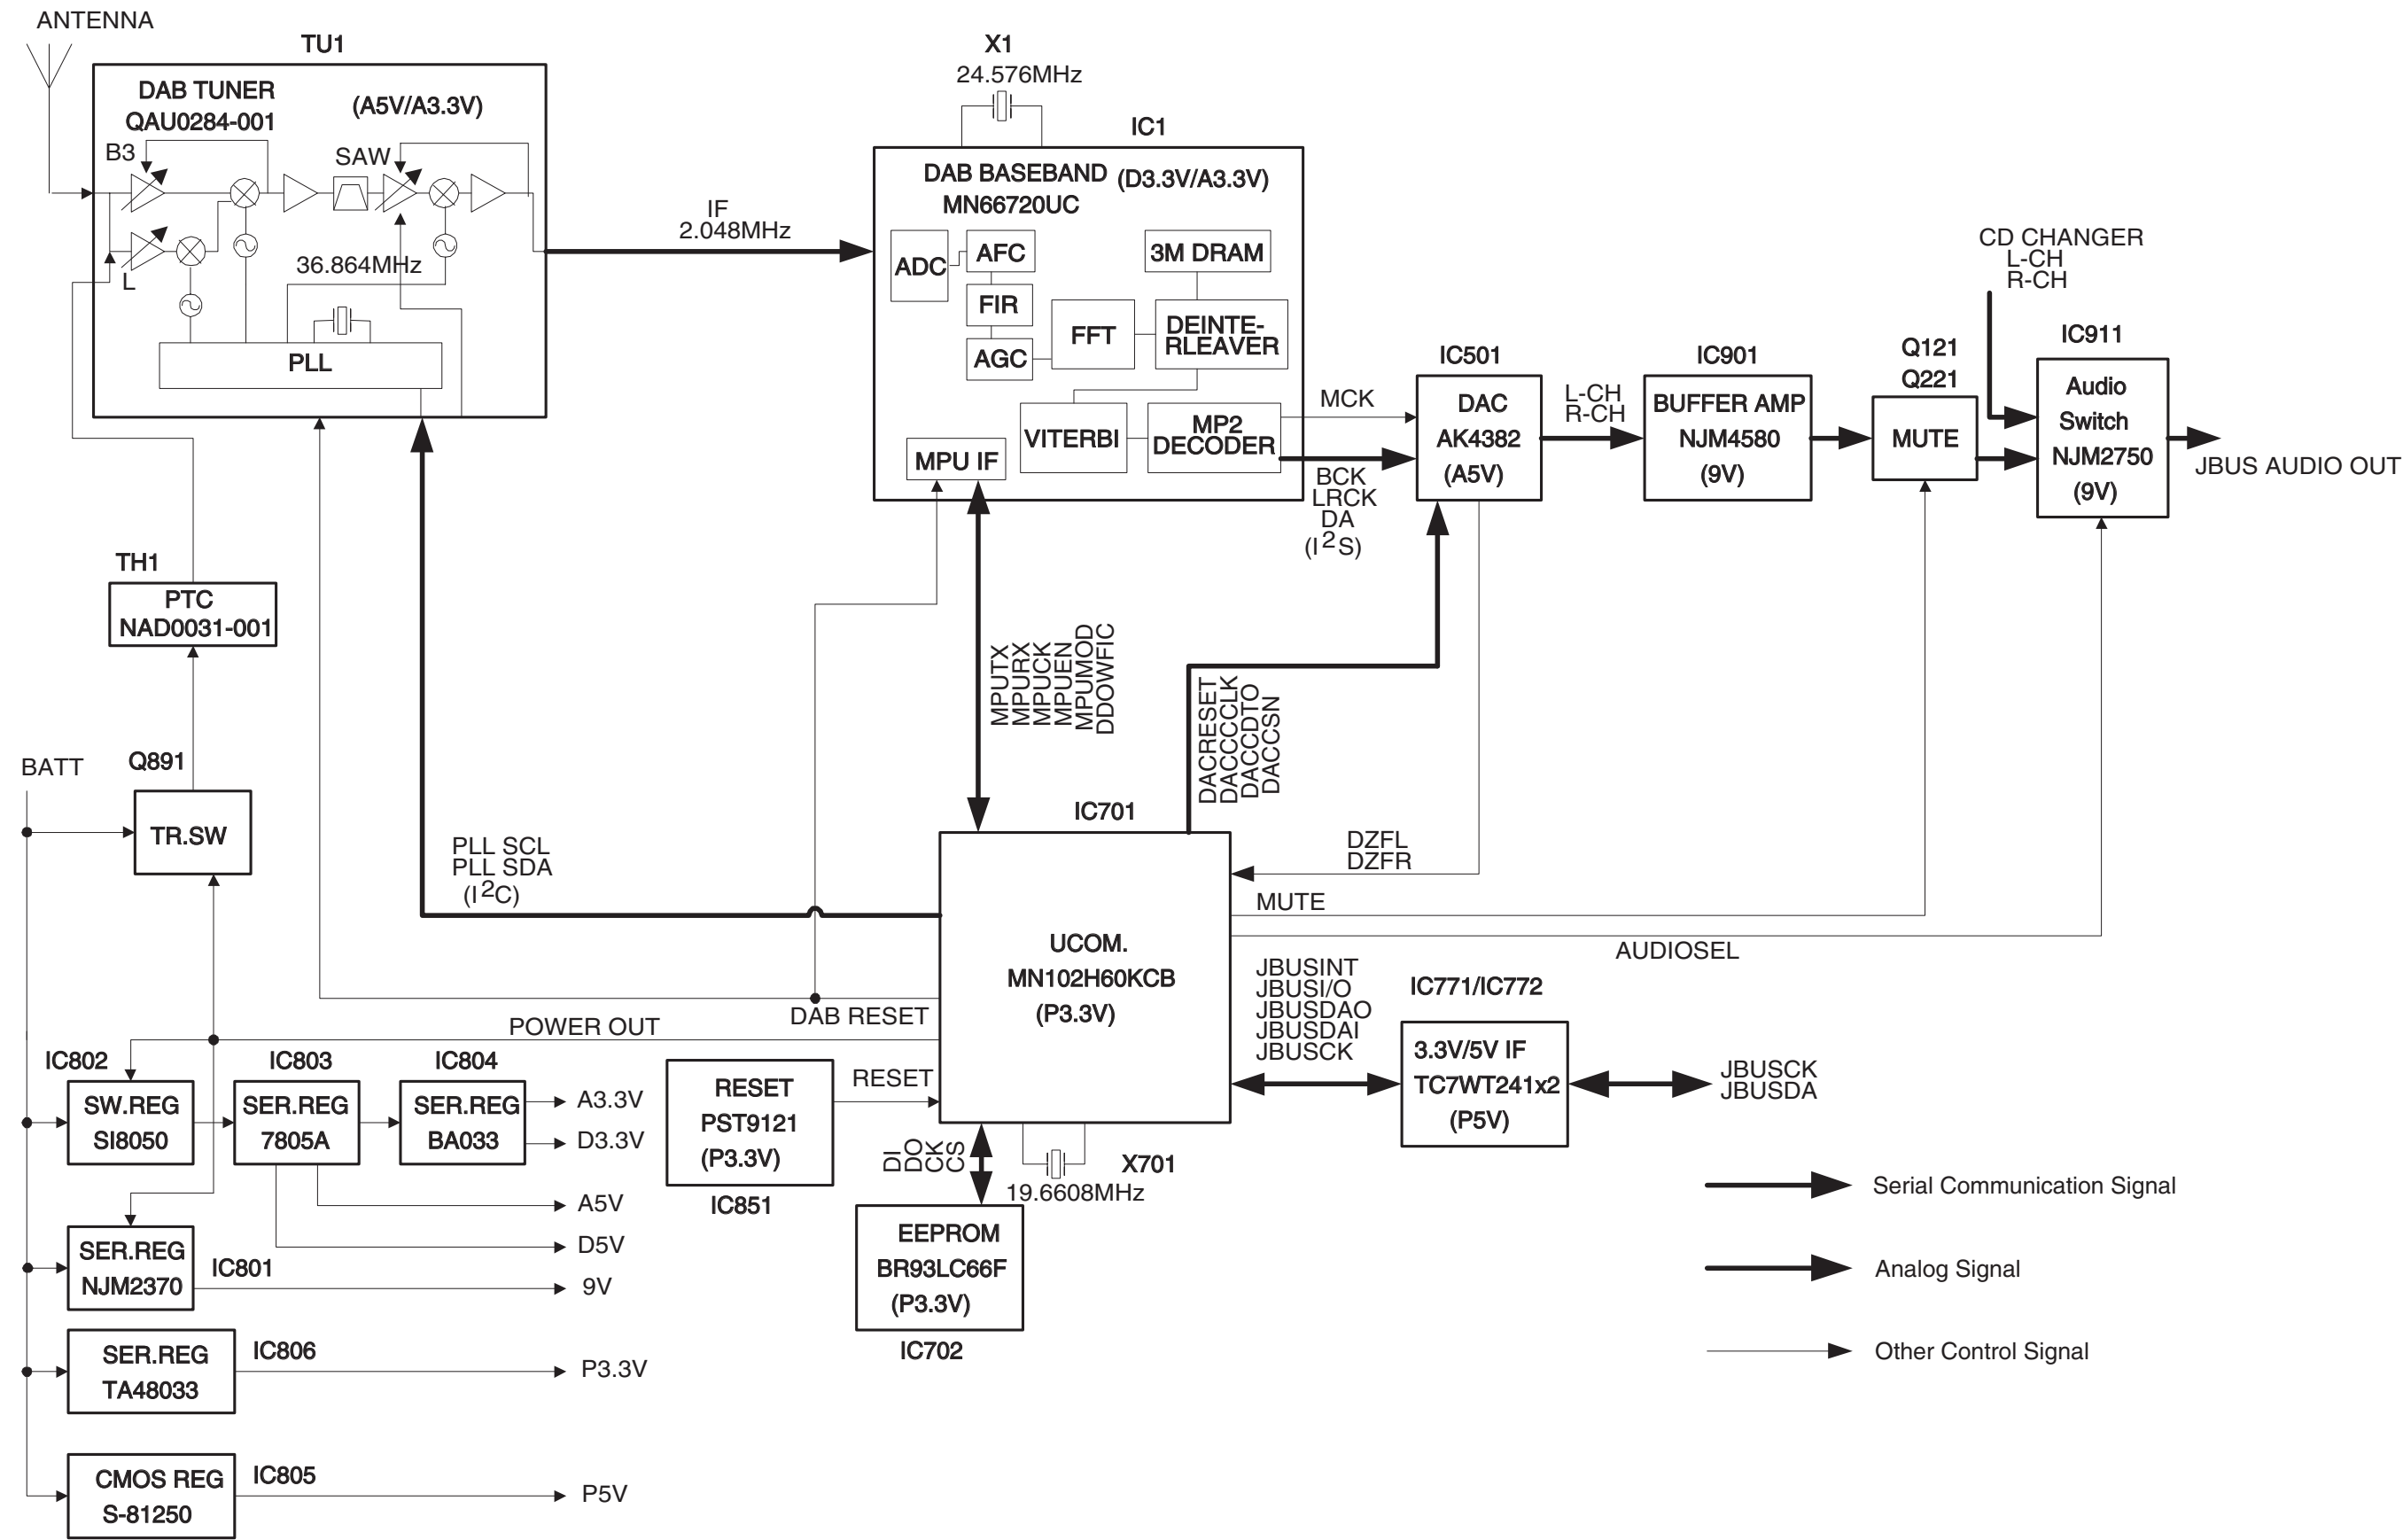 ANTENNA
TU1
DAB TUNER
QAU0284-001
(A5V/A3.3V)
B3
SAW
L
36.864MHz
PLL
IF
2.048MHz
X1
24.576MHz
IC1
DAB BASEBAND (D3.3V/A3.3V)
MN66720UC
ADC
AFC
3M DRAM
FIR
FFT
DEINTE-
RLEAVER
AGC
VITERBI
MP2
DECODER
MPU IF
MCK
BCK
LRCK
DA
(I2S)
IC501
DAC
AK4382
(A5V)
L-CH
R-CH
IC901
BUFFER AMP
NJM4580
(9V)
Q121
Q221
MUTE
CD CHANGER
L-CH
R-CH
IC911
Audio
Switch
NJM2750
(9V)
JBUS AUDIO OUT
TH1
PTC
NAD0031-001
MPUTX
MPURX
MPUCK
MPUEN
MPUMOD
DDOWFIC
DACRESET
DACCCCLK
DACCDTO
DACCSN
BATT
Q891
TR.SW
PLL SCL
PLL SDA
(I2C)
IC701
UCOM.
MN102H60KCB
(P3.3V)
DZFL
DZFR
MUTE
AUDIOSEL
DAB RESET
POWER OUT
JBUSINT
JBUSI/O
JBUSDAO
JBUSDAI
JBUSCK
IC771/IC772
3.3V/5V IF
TC7WT241x2
(P5V)
JBUSCK
JBUSDA
IC802
SW.REG
SI8050
IC803
SER.REG
7805A
IC804
SER.REG
BA033
A3.3V
D3.3V
A5V
D5V
RESET
PST9121
(P3.3V)
IC851
RESET
DI
DO
CK
CS
X701
19.6608MHz
EEPROM
BR93LC66F
(P3.3V)
IC702
SER.REG
NJM2370
IC801
9V
SER.REG
TA48033
IC806
P3.3V
CMOS REG
S-81250
IC805
P5V
Serial Communication Signal
Analog Signal
Other Control Signal